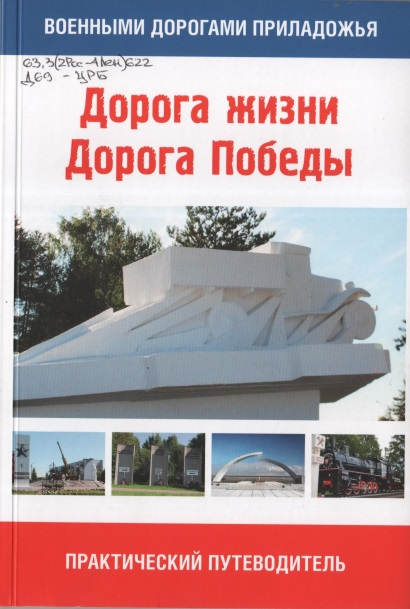 ВОЕННЫМИ ДОРОГАМИ ПРИЛАДОЖЬЯ
63,3(2Рос-4Лен)622
Д69 - ЦРБ
Дорога жизни
Дорога Победы
ПРАКТИЧЕСКИЙ ПУТЕВОДИТЕЛЬ